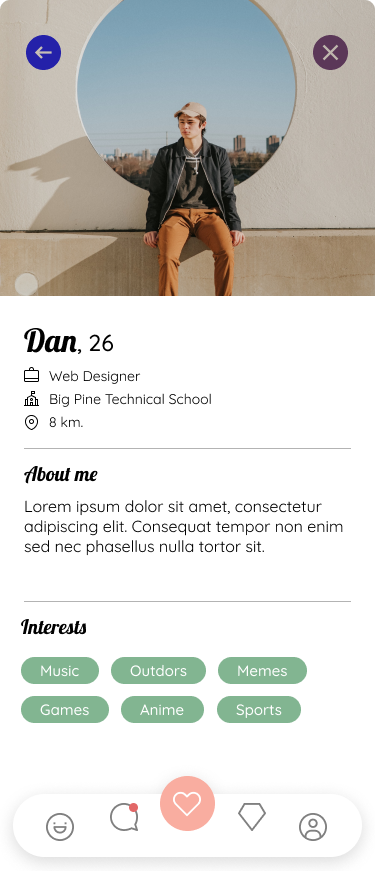 Dan, 26
Web Designer
Big Pine Technical School
8 km.
About me
Lorem ipsum dolor sit amet, consectetur
adipiscing elit. Consequat tempor non enim
sed nec phasellus nulla tortor sit.
Interests
Music Outdors Memes
Games Anime Sports